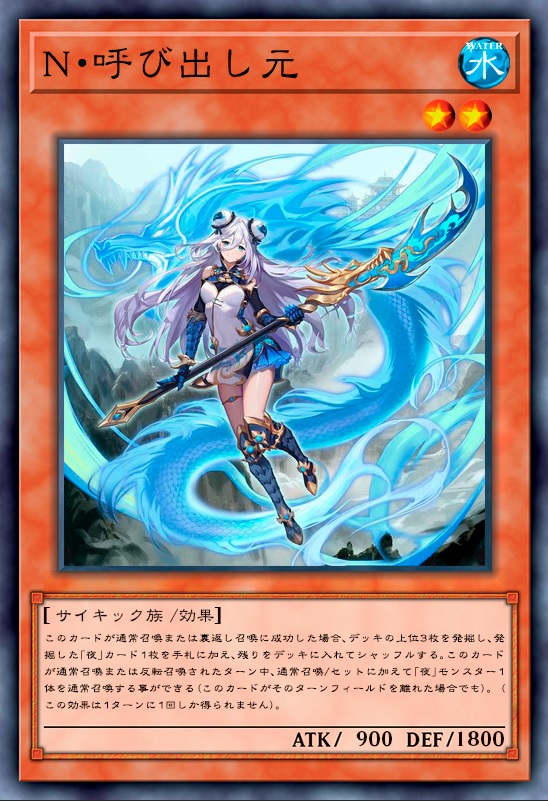 N・呼び出し元
WATER
水
[サイキック族 /効果]
このカードが通常召喚または裏返し召喚に成功した場合、デッキの上位3枚を発掘し、発
掘した「夜」カード1枚を手札に加え、残りをデッキに入れてシャッフルする。このカード
が通常召喚または反転召喚されたターン中、通常召喚/セットに加えて「夜」モンスター1
体を通常召喚する事ができる(このカードがそのターンフィールドを離れた場合でも)。(
この効果は1ターンに1回しか得られません)。
ATK/ 900 DEF/1800